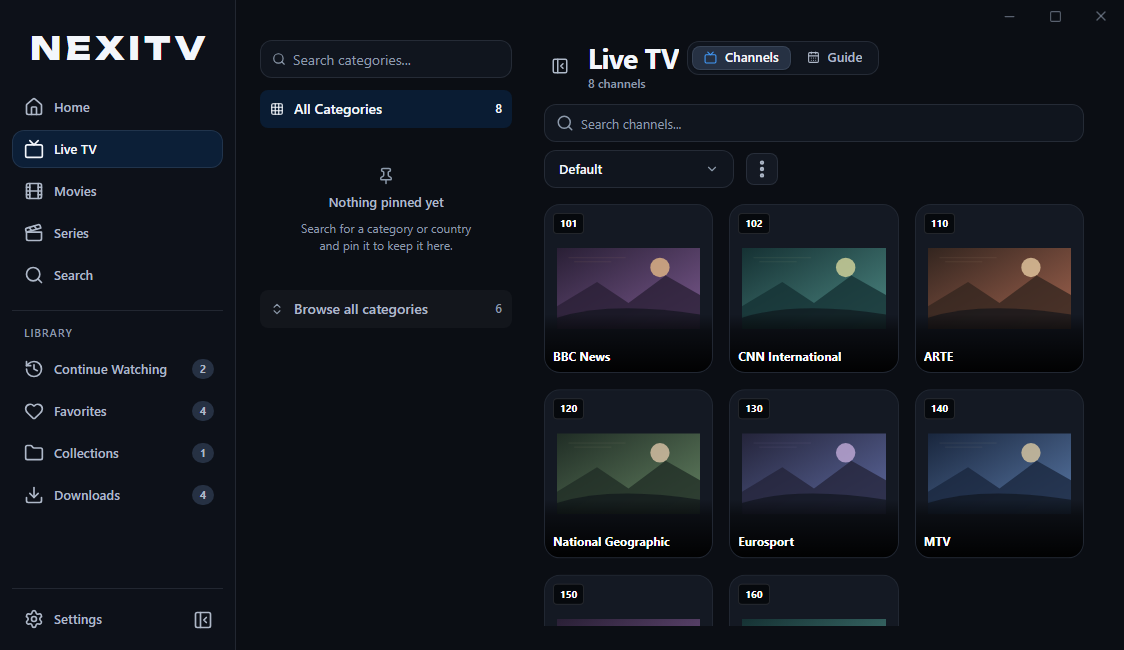 NEXITV
Home
Live TV
Movies
Series
Search
LIBRARY
Continue Watching 2
Favorites 4
Collections 1
Downloads 4
Settings
Search categories...
All Categories 8
Nothing pinned yet
Search for a category or country
and pin it to keep it here.
Browse all categories 6
Live TV
8 channels
Channels
Guide
Search channels...
Default
101
BBC News
102
CNN International
110
ARTE
120
National Geographic
130
Eurosport
140
MTV
150
160